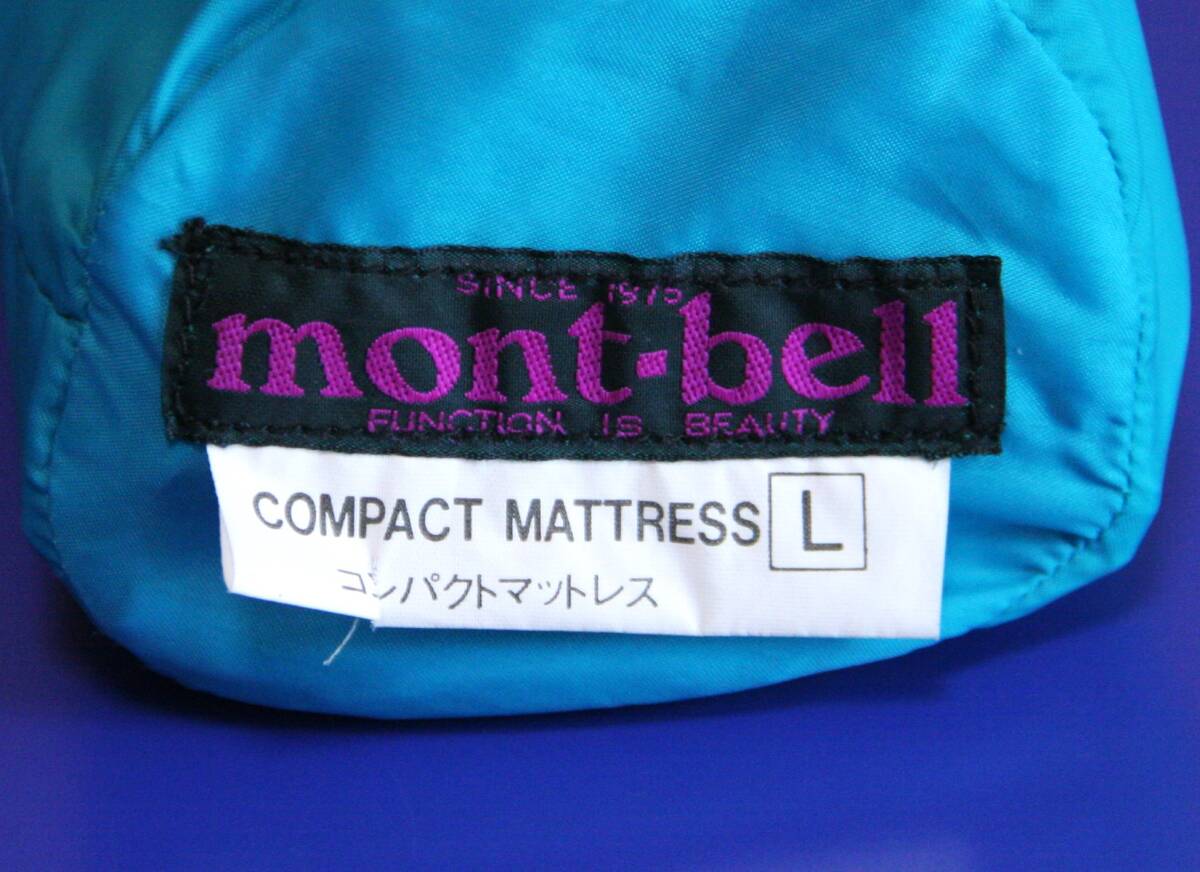 SINCE 1975
mont-bell
FUNCTION IS BEAUTY
COMPACT MATTRESS L
コンパクトマットレス